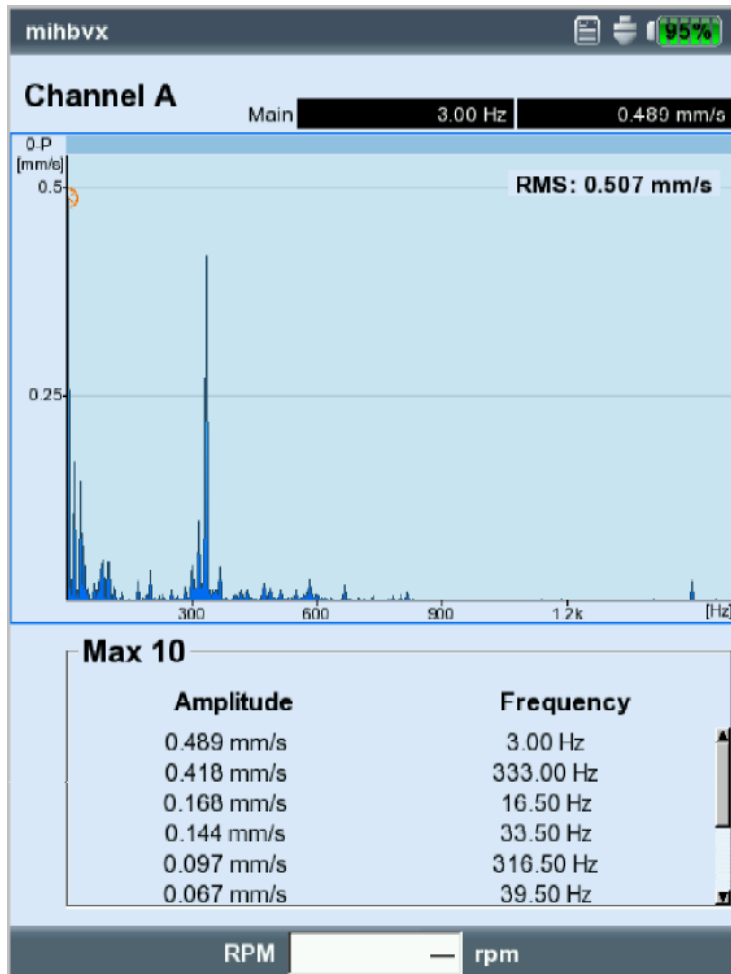 mihbvx 95%
Channel A
Main 3.00 Hz 0.489 mm/s
0-P
[mm/s]
0.5
RMS: 0.507 mm/s
0.25
300 600 900 1.2k [Hz]
Max 10
Amplitude Frequency
0.489 mm/s 3.00 Hz
0.418 mm/s 333.00 Hz
0.168 mm/s 16.50 Hz
0.144 mm/s 33.50 Hz
0.097 mm/s 316.50 Hz
0.067 mm/s 39.50 Hz
RPM — rpm